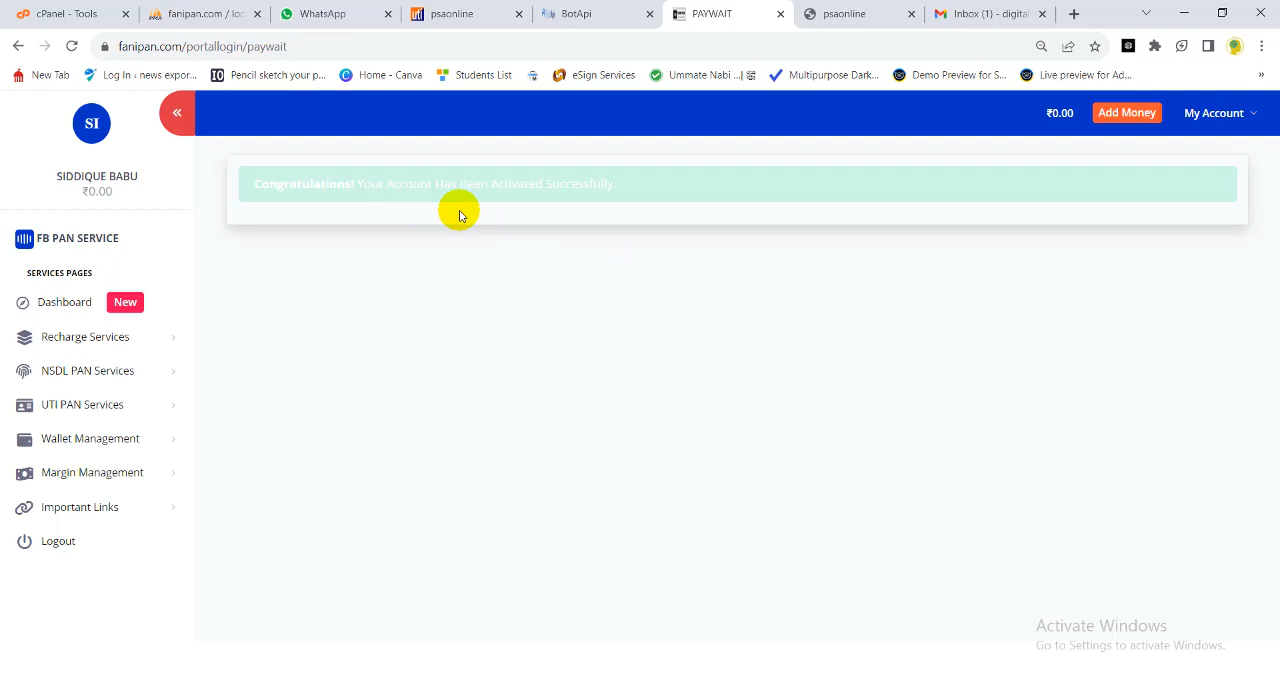 cPanel - Tools
fanipan.com / loc
WhatsApp
psaonline
BotApi
PAYWAIT
psaonline
Inbox (1) - digital
fanipan.com/portallogin/paywait
New Tab
Log In ‹ news expor...
Pencil sketch your p...
Home - Canva
Students List
eSign Services
Ummate Nabi ...|
Multipurpose Dark...
Demo Preview for S...
Live preview for Ad...
»
SI
«
₹0.00
Add Money
My Account
SIDDIQUE BABU
₹0.00
Congratulations! Your Account Has Been Activated Successfully.
FB PAN SERVICE
SERVICES PAGES
Dashboard
New
Recharge Services
NSDL PAN Services
UTI PAN Services
Wallet Management
Margin Management
Important Links
Logout
Activate Windows
Go to Settings to activate Windows.